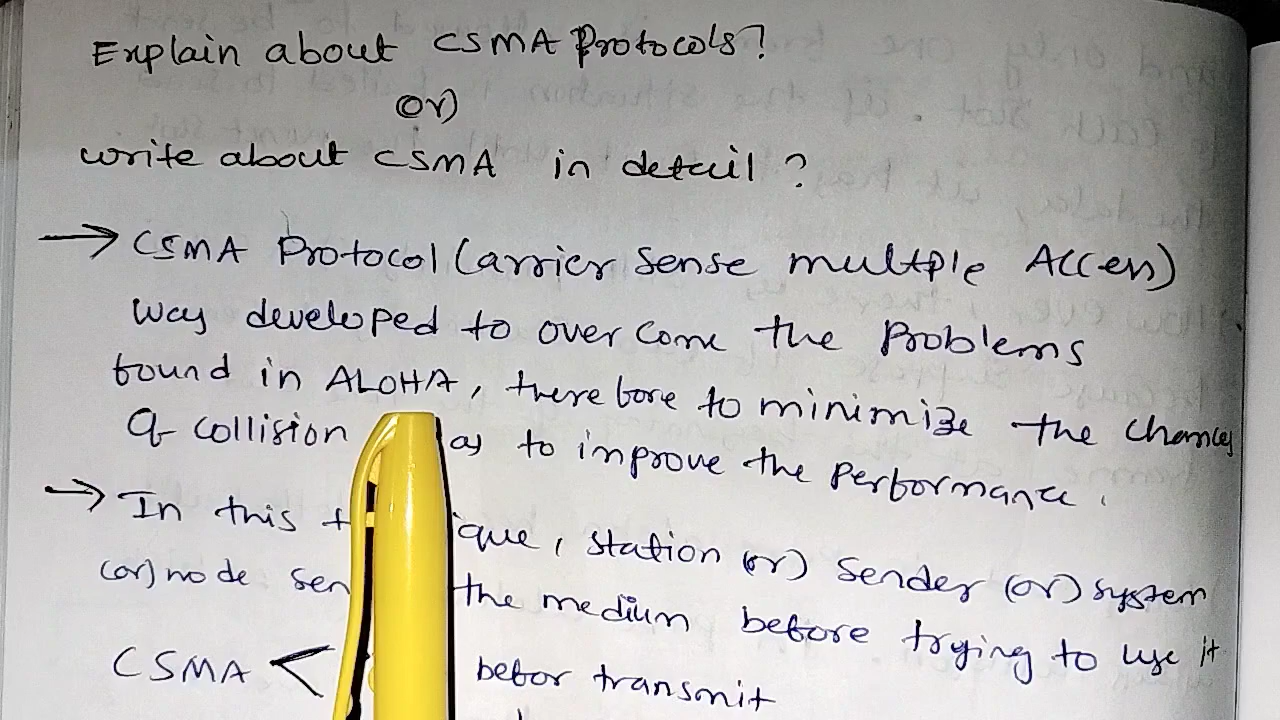 Explain about CSMA Protocols?
(or)
write about CSMA in detail?
→ CSMA Protocol (Carrier Sense multiple Access)
was developed to over come the Problems
found in ALOHA, therefore to minimize the chances
of collision as to improve the performance.
→ In this ique, station (or) Sender (or) system
(or) node sen the medium before trying to use it
CSMA < befor transmit